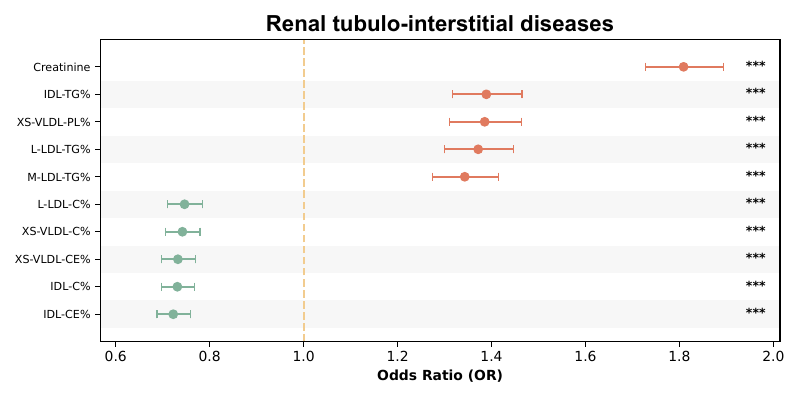 Renal tubulo-interstitial diseases
Creatinine ***
IDL-TG% ***
XS-VLDL-PL% ***
L-LDL-TG% ***
M-LDL-TG% ***
L-LDL-C% ***
XS-VLDL-C% ***
XS-VLDL-CE% ***
IDL-C% ***
IDL-CE% ***
0.6 0.8 1.0 1.2 1.4 1.6 1.8 2.0
Odds Ratio (OR)